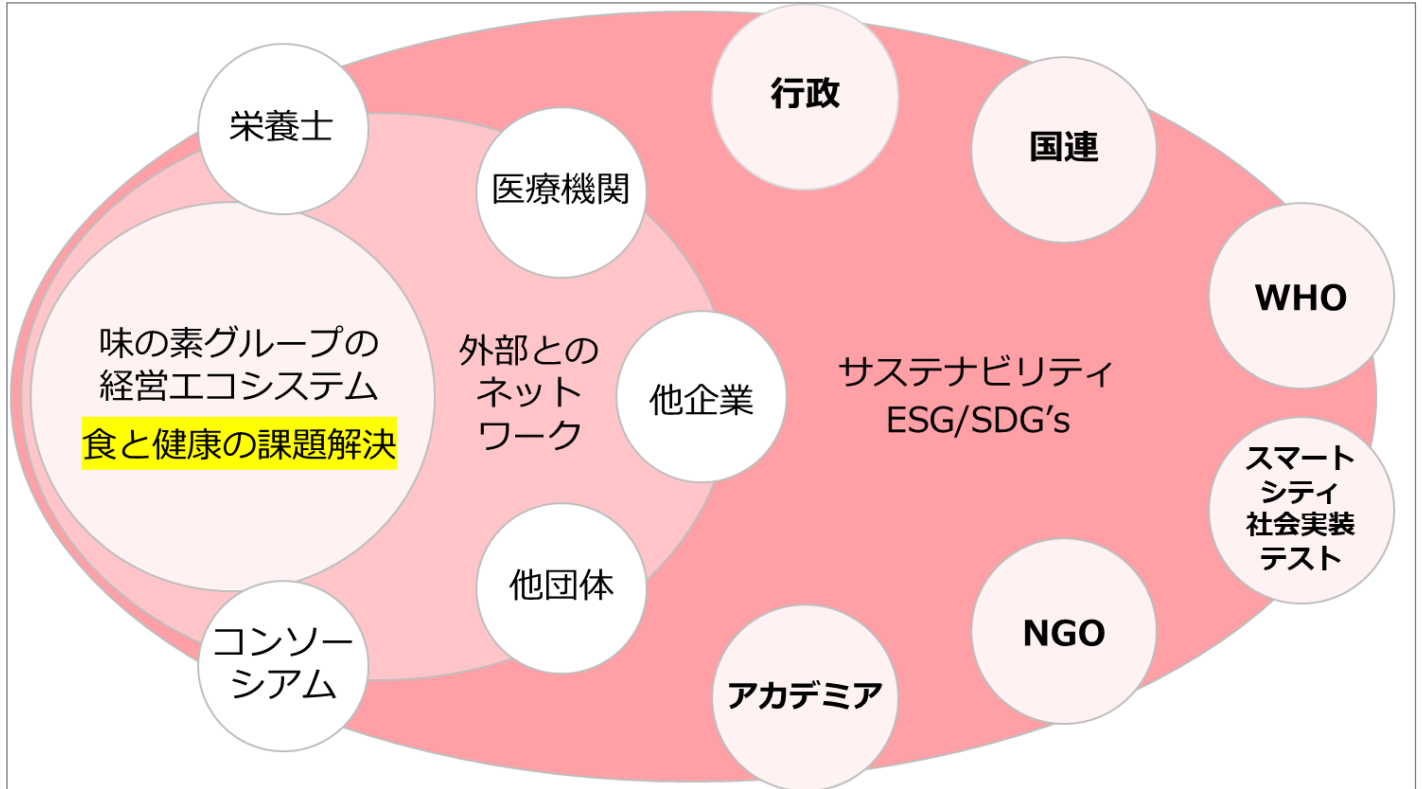 栄養士
医療機関
行政
国連
WHO
味の素グループの
経営エコシステム
食と健康の課題解決
外部との
ネット
ワーク
他企業
サステナビリティ
ESG/SDG’s
スマート
シティ
社会実装
テスト
コンソー
シアム
他団体
アカデミア
NGO